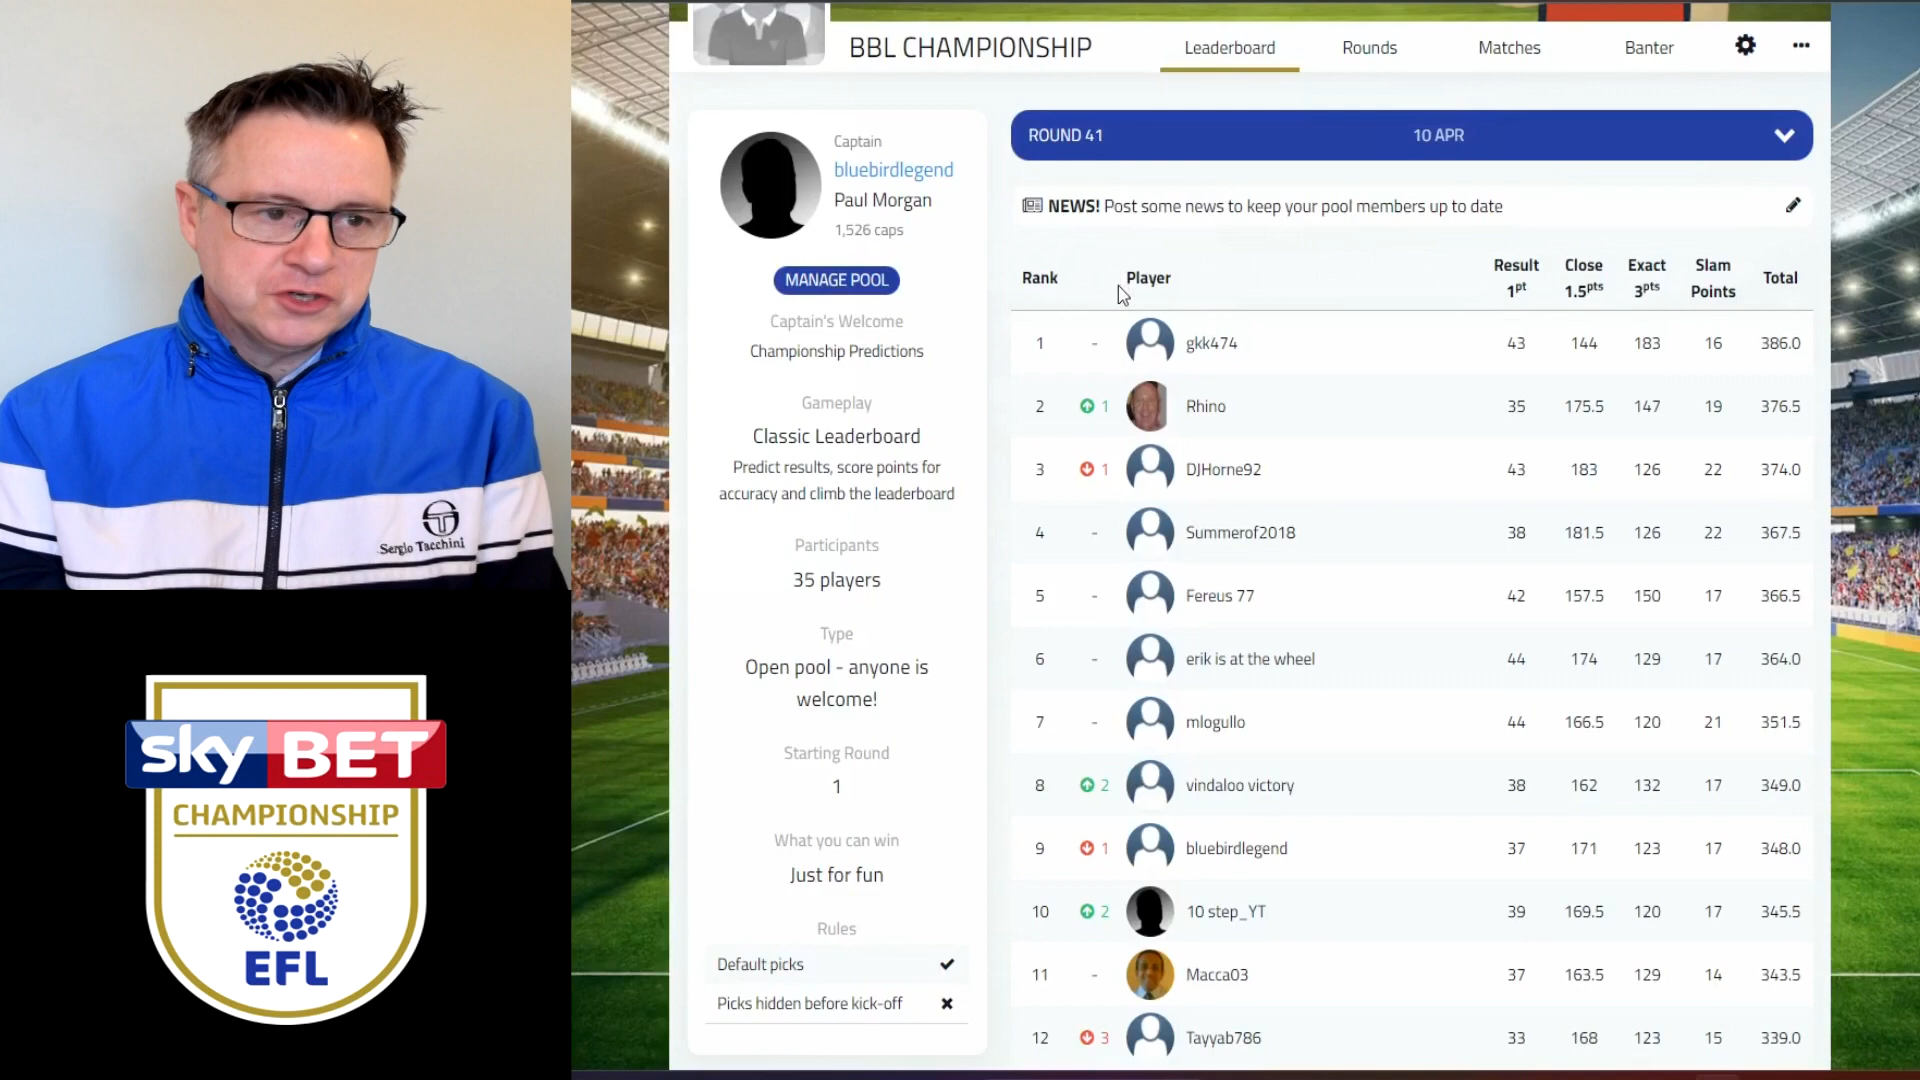 BBL CHAMPIONSHIP
Leaderboard Rounds Matches Banter
Captain
bluebirdlegend
Paul Morgan
1,526 caps
MANAGE POOL
Captain's Welcome
Championship Predictions
Gameplay
Classic Leaderboard
Predict results, score points for
accuracy and climb the leaderboard
Participants
35 players
Type
Open pool - anyone is
welcome!
Starting Round
1
What you can win
Just for fun
Rules
Default picks
Picks hidden before kick-off
ROUND 41 10 APR
NEWS! Post some news to keep your pool members up to date
Rank Player Result 1pt Close 1.5pts Exact 3pts Slam Points Total
1 - gkk474 43 144 183 16 386.0
2 1 Rhino 35 175.5 147 19 376.5
3 1 DJHorne92 43 183 126 22 374.0
4 - Summerof2018 38 181.5 126 22 367.5
5 - Fereus 77 42 157.5 150 17 366.5
6 - erik is at the wheel 44 174 129 17 364.0
7 - mlogullo 44 166.5 120 21 351.5
8 2 vindaloo victory 38 162 132 17 349.0
9 1 bluebirdlegend 37 171 123 17 348.0
10 2 10 step_YT 39 169.5 120 17 345.5
11 - Macca03 37 163.5 129 14 343.5
12 3 Tayyab786 33 168 123 15 339.0
Sergio Tacchini
sky BET
CHAMPIONSHIP
EFL